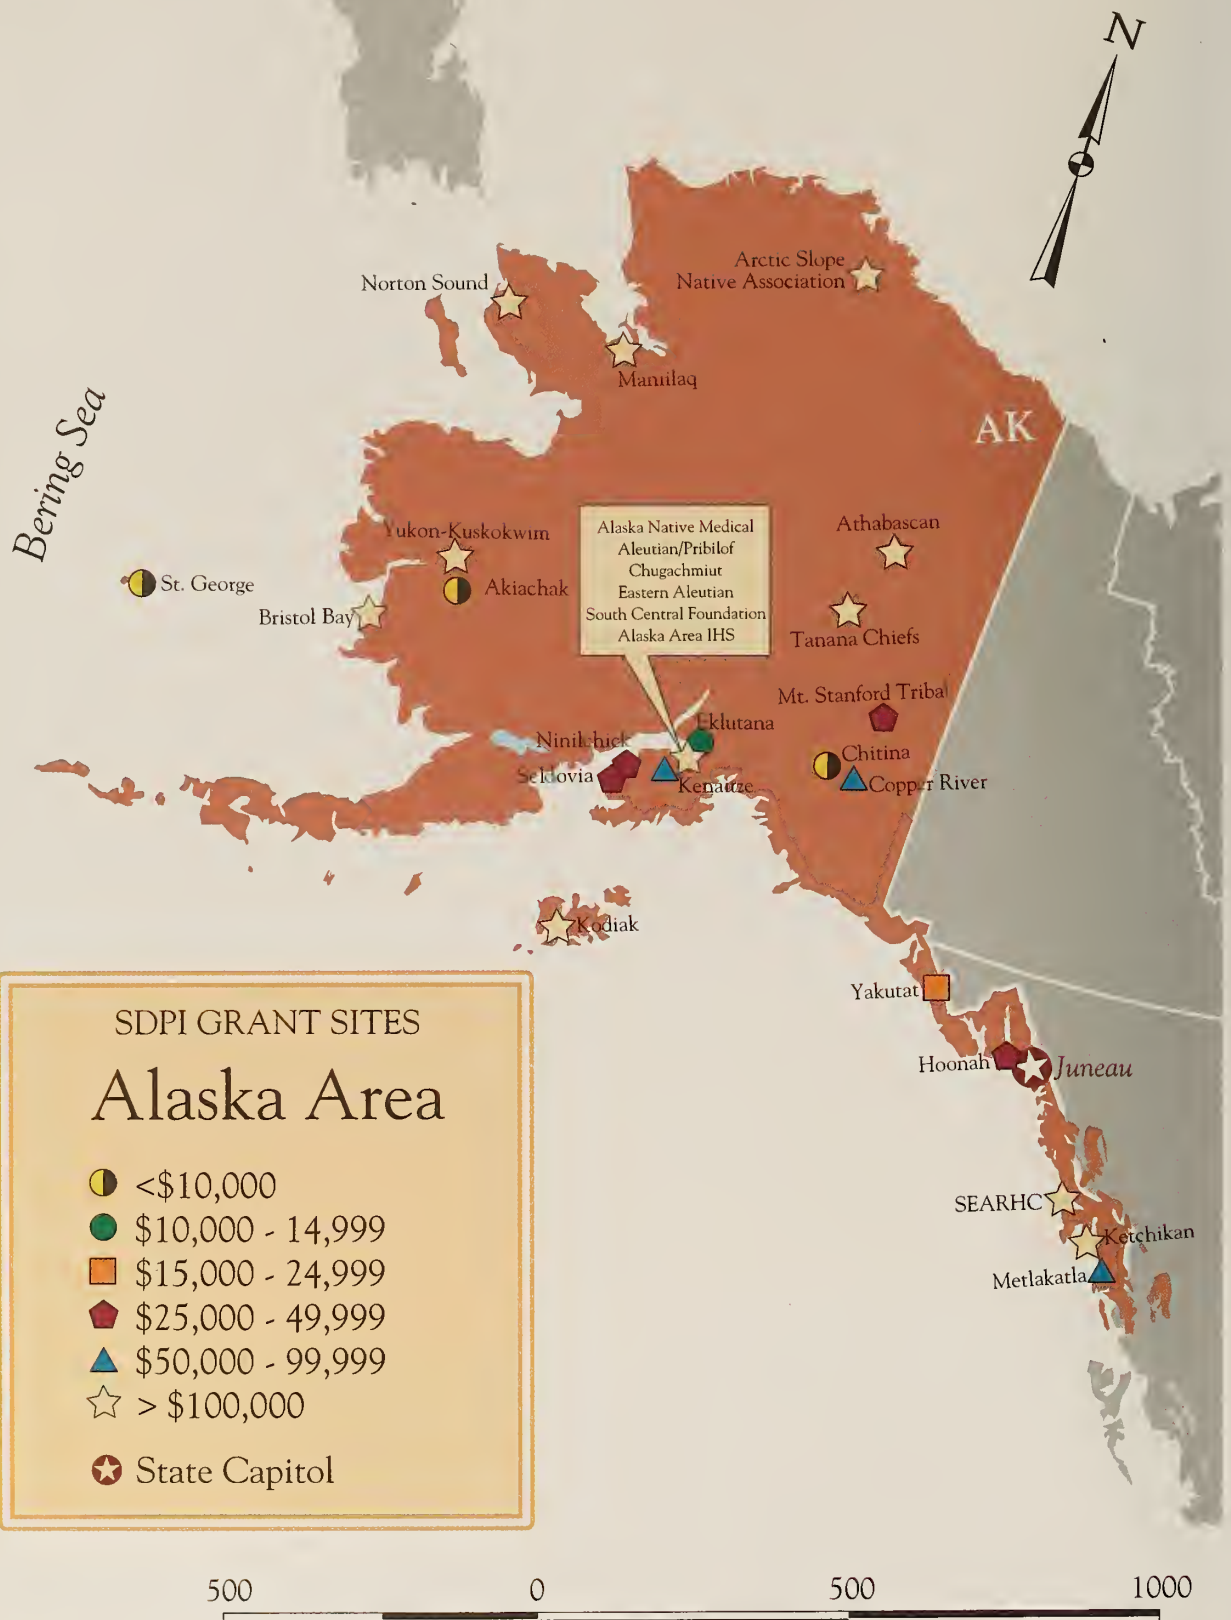 N
Arctic Slope
Native Association
Norton Sound
Maniilaq
Bering Sea
AK
Yukon-Kuskokwim
Alaska Native Medical
Aleutian/Pribilof
Chugachmiut
Eastern Aleutian
South Central Foundation
Alaska Area IHS
Athabascan
St. George
Akiachak
Bristol Bay
Tanana Chiefs
Mt. Stanford Tribal
Eklutana
Ninilchick
Chitina
Seldovia
Kenaitze
Copper River
Kodiak
Yakutat
Hoonah
Juneau
SEARHC
Ketchikan
Metlakatla
SDPI GRANT SITES
Alaska Area
<$10,000
$10,000 - 14,999
$15,000 - 24,999
$25,000 - 49,999
$50,000 - 99,999
> $100,000
State Capitol
500 0 500 1000